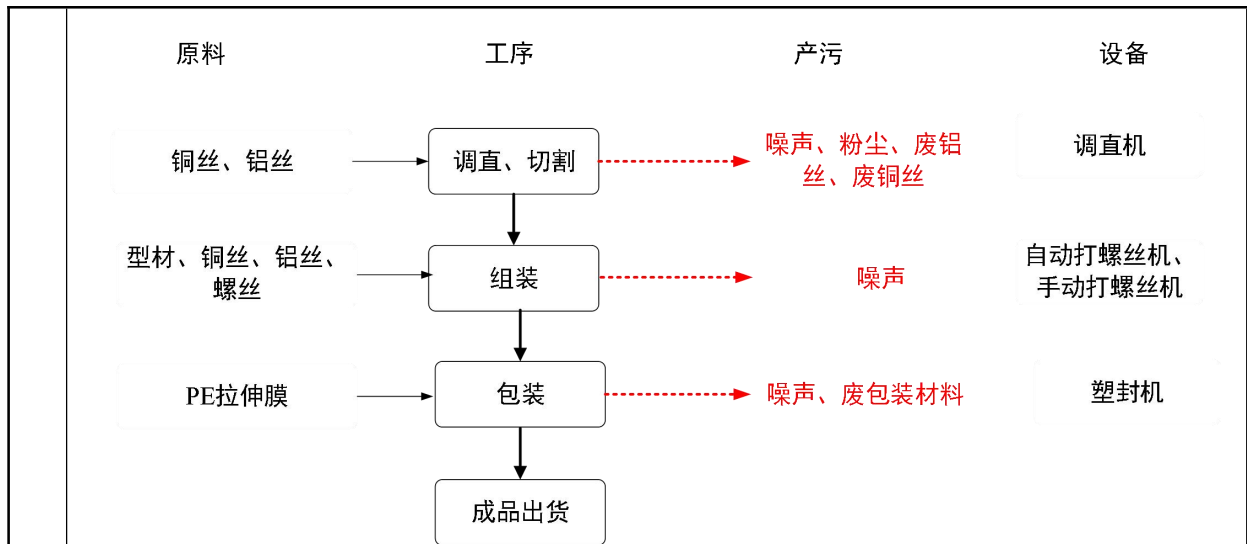 原料 工序 产污 设备
铜丝、铝丝 调直、切割 噪声、粉尘、废铝 调直机
丝、废铜丝
型材、铜丝、铝丝、 组装 噪声 自动打螺丝机、
螺丝 手动打螺丝机
PE拉伸膜 包装 噪声、废包装材料 塑封机
成品出货